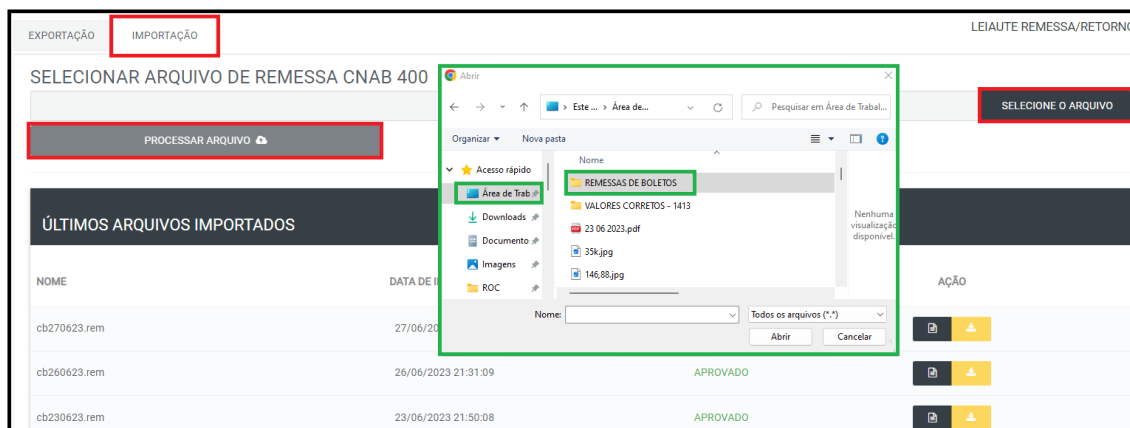 EXPORTAÇÃO IMPORTAÇÃO LEIAUTE REMESSA/RETORNO
SELECIONAR ARQUIVO DE REMESSA CNAB 400
SELECIONE O ARQUIVO
PROCESSAR ARQUIVO
Abrir
Este ... › Área de...
Pesquisar em Área de Trabal...
Organizar Nova pasta
Nome
Acesso rápido
Área de Trab
Downloads
Documento
Imagens
ROC
REMESSAS DE BOLETOS
VALORES CORRETOS - 1413
23 06 2023.pdf
35k.jpg
146,88.jpg
Nenhuma
visualização
disponível.
Nome:
Todos os arquivos (*.*)
Abrir Cancelar
ÚLTIMOS ARQUIVOS IMPORTADOS
NOME DATA DE I AÇÃO
cb270623.rem 27/06/20
cb260623.rem 26/06/2023 21:31:09 APROVADO
cb230623.rem 23/06/2023 21:50:08 APROVADO